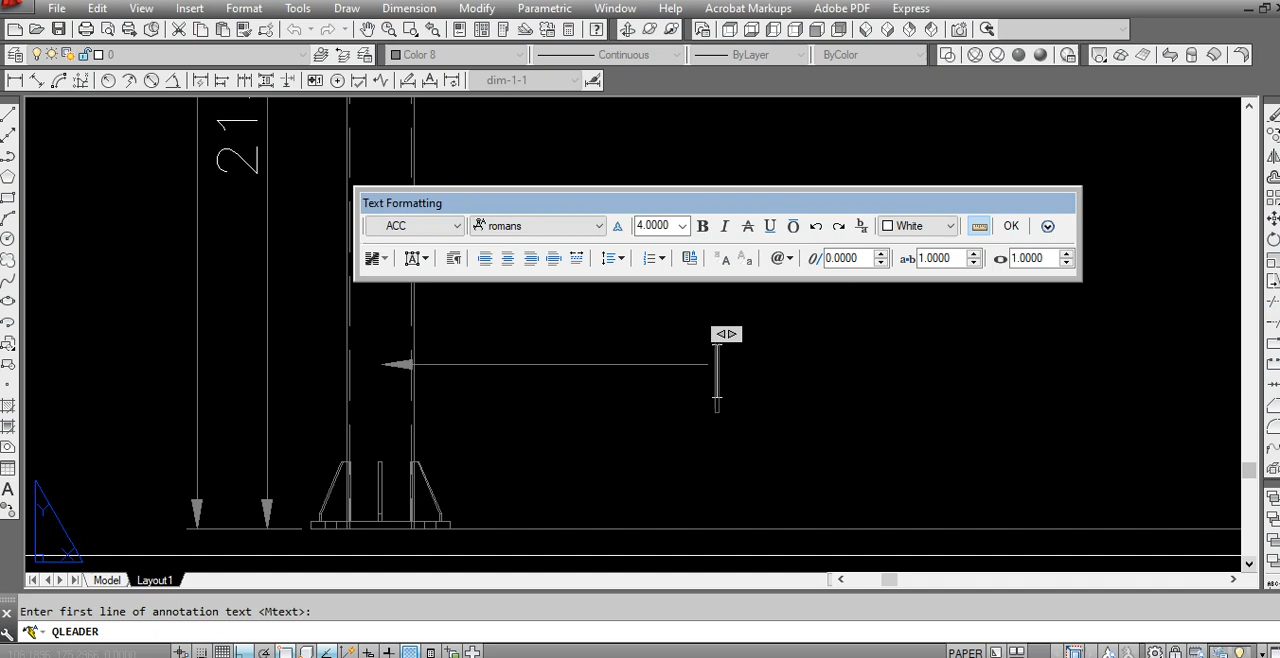 File Edit View Insert Format Tools Draw Dimension Modify Parametric Window Help Acrobat Markups Adobe PDF Express
0 Color 8 Continuous ByLayer ByColor
dim-1-1
21
Text Formatting
ACC romans 4.0000 B I A U O White OK
@ 0/ 0.0000 a•b 1.0000 1.0000
Y
X
A
Model Layout1
Enter first line of annotation text <Mtext>:
QLEADER
PAPER